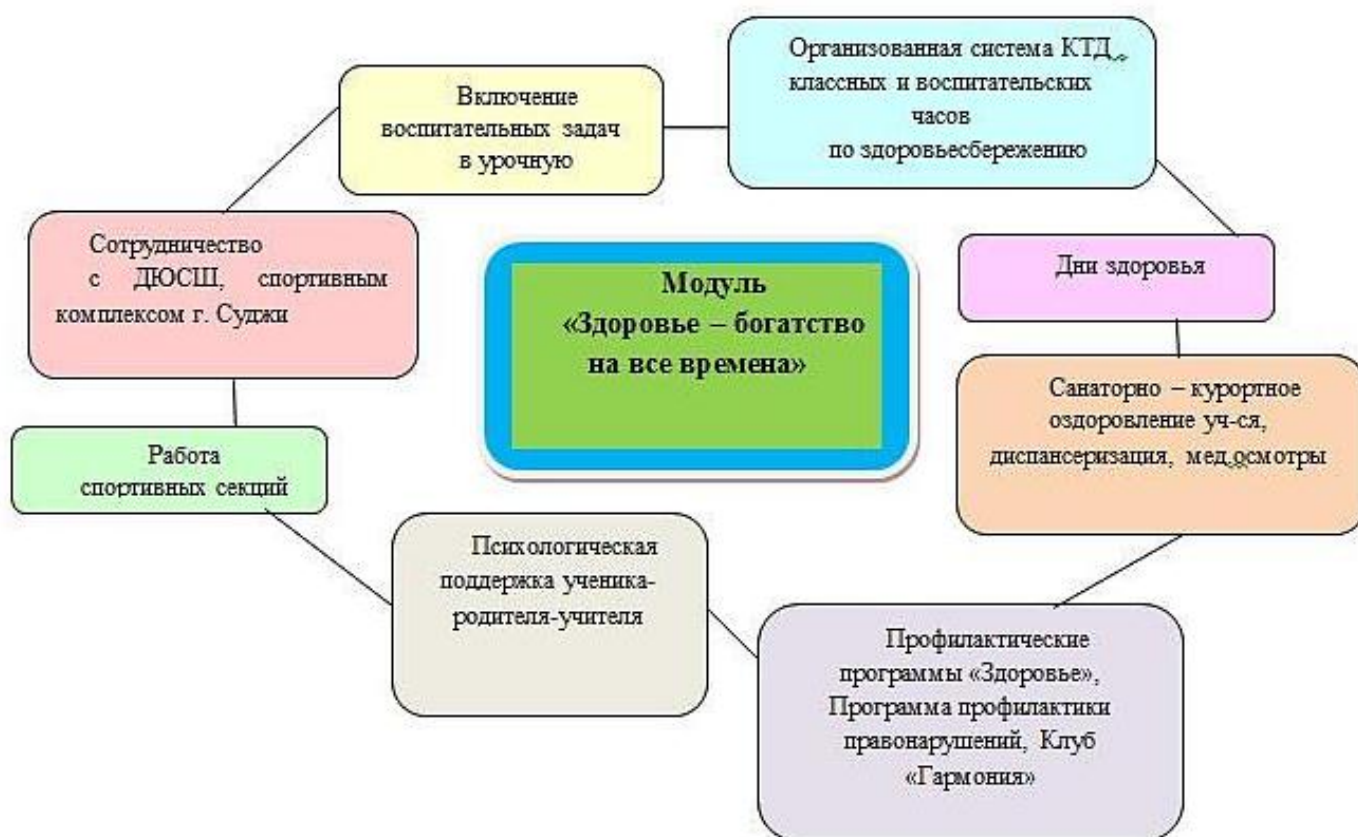 Включение
воспитательных задач
в урочную
Организованная система КТД,
классных и воспитательских
часов
по здоровьесбережению
Сотрудничество
с ДЮСШ, спортивным
комплексом г. Суджи
Модуль
«Здоровье – богатство
на все времена»
Дни здоровья
Санаторно – курортное
оздоровление уч-ся,
диспансеризация, мед.осмотры
Работа
спортивных секций
Психологическая
поддержка ученика-
родителя-учителя
Профилактические
программы «Здоровье»,
Программа профилактики
правонарушений, Клуб
«Гармония»